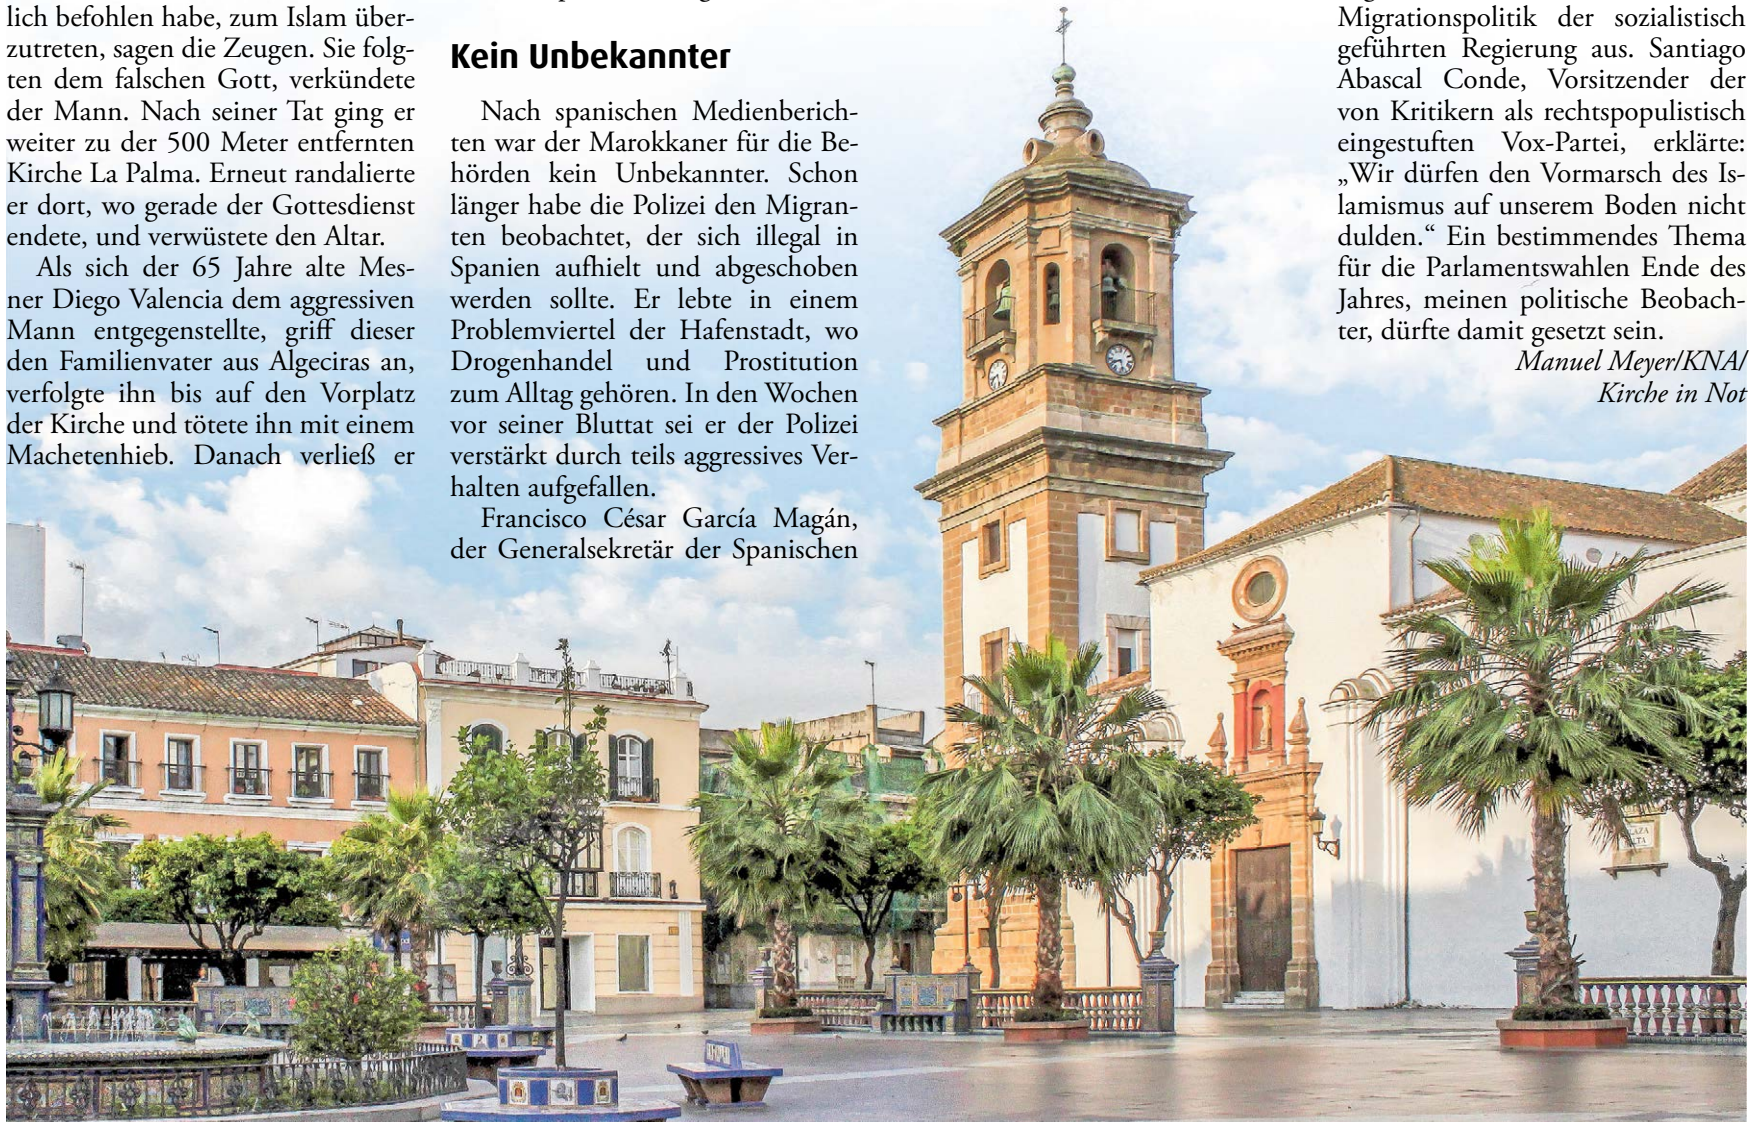 lich befohlen habe, zum Islam über-
zutreten, sagen die Zeugen. Sie folg-
ten dem falschen Gott, verkündete
der Mann. Nach seiner Tat ging er
weiter zu der 500 Meter entfernten
Kirche La Palma. Erneut randalierte
er dort, wo gerade der Gottesdienst
endete, und verwüstete den Altar.
Als sich der 65 Jahre alte Mes-
ner Diego Valencia dem aggressiven
Mann entgegenstellte, griff dieser
den Familienvater aus Algeciras an,
verfolgte ihn bis auf den Vorplatz
der Kirche und tötete ihn mit einem
Machetenhieb. Danach verließ er
Kein Unbekannter
Nach spanischen Medienberich-
ten war der Marokkaner für die Be-
hörden kein Unbekannter. Schon
länger habe die Polizei den Migran-
ten beobachtet, der sich illegal in
Spanien aufhielt und abgeschoben
werden sollte. Er lebte in einem
Problemviertel der Hafenstadt, wo
Drogenhandel und Prostitution
zum Alltag gehören. In den Wochen
vor seiner Bluttat sei er der Polizei
verstärkt durch teils aggressives Ver-
halten aufgefallen.
Francisco César García Magán,
der Generalsekretär der Spanischen
Migrationspolitik der sozialistisch
geführten Regierung aus. Santiago
Abascal Conde, Vorsitzender der
von Kritikern als rechtspopulistisch
eingestuften Vox-Partei, erklärte:
„Wir dürfen den Vormarsch des Is-
lamismus auf unserem Boden nicht
dulden.“ Ein bestimmendes Thema
für die Parlamentswahlen Ende des
Jahres, meinen politische Beobach-
ter, dürfte damit gesetzt sein.
Manuel Meyer/KNA/
Kirche in Not